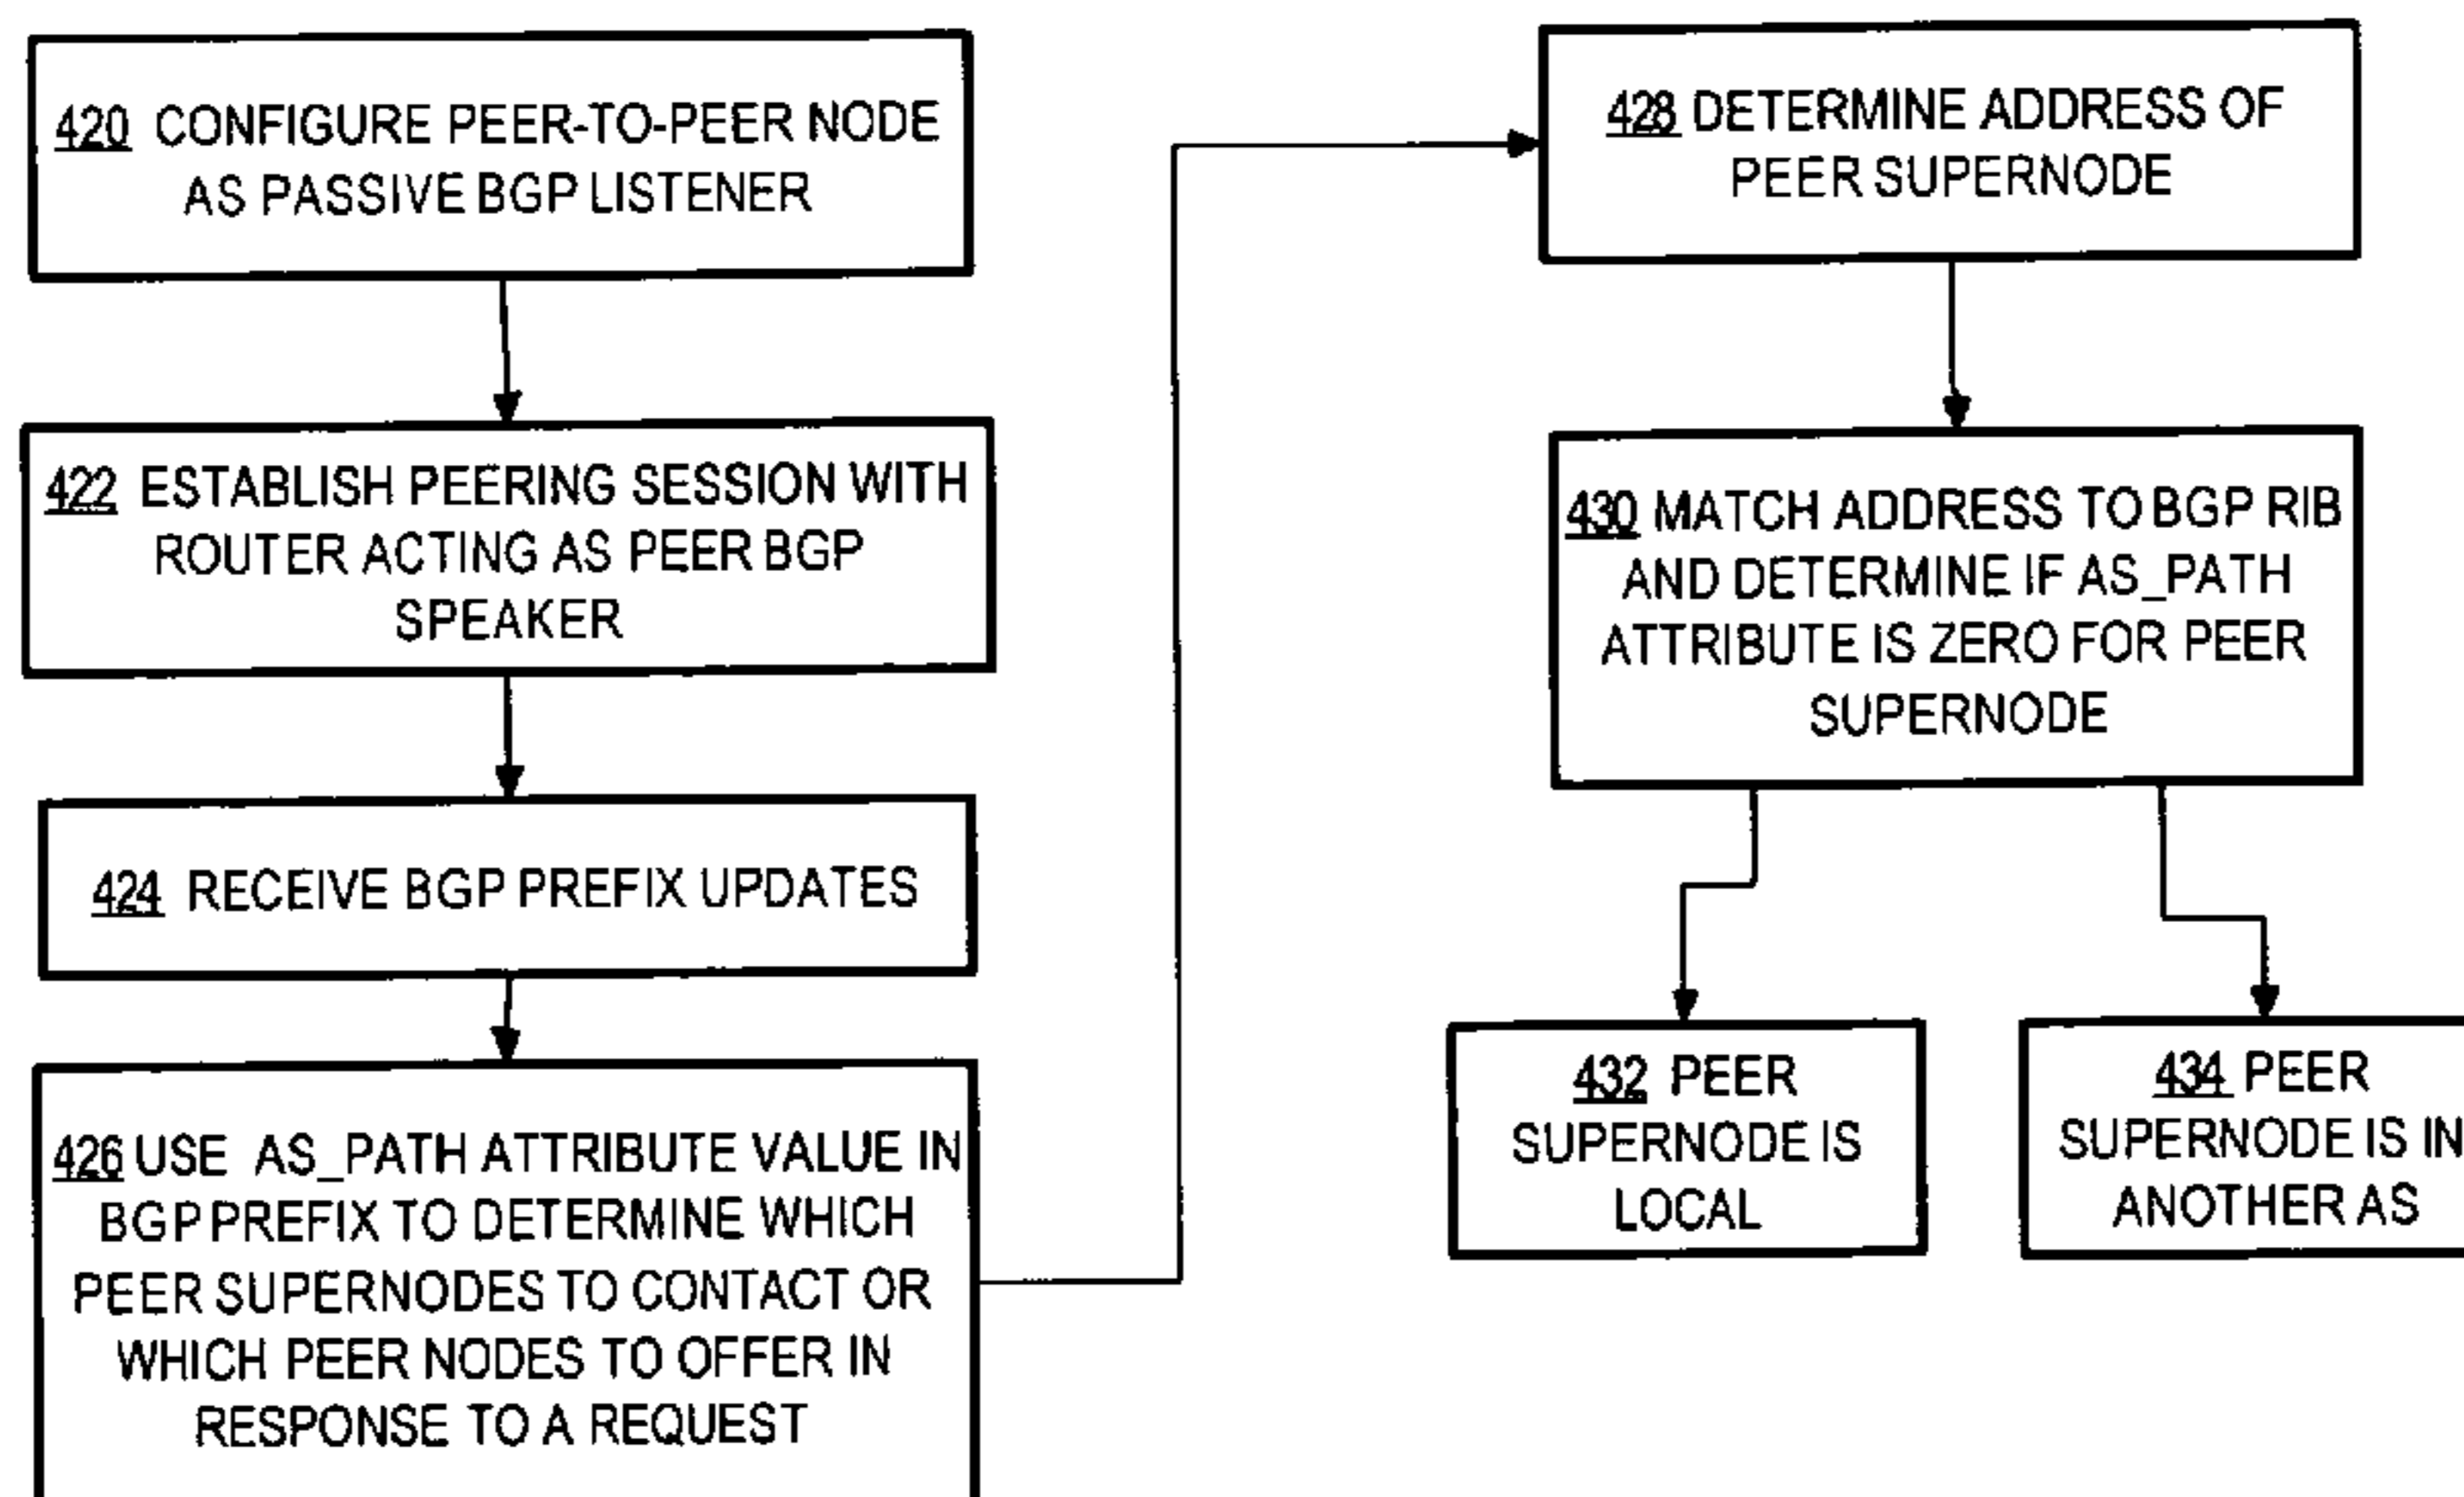 420 CONFIGURE PEER-TO-PEER NODE
AS PASSIVE BGP LISTENER
422 ESTABLISH PEERING SESSION WITH
ROUTER ACTING AS PEER BGP
SPEAKER
424 RECEIVE BGP PREFIX UPDATES
426 USE AS_PATH ATTRIBUTE VALUE IN
BGP PREFIX TO DETERMINE WHICH
PEER SUPERNODES TO CONTACT OR
WHICH PEER NODES TO OFFER IN
RESPONSE TO A REQUEST
428 DETERMINE ADDRESS OF
PEER SUPERNODE
430 MATCH ADDRESS TO BGP RIB
AND DETERMINE IF AS_PATH
ATTRIBUTE IS ZERO FOR PEER
SUPERNODE
432 PEER
SUPERNODE IS
LOCAL
434 PEER
SUPERNODE IS IN
ANOTHER AS